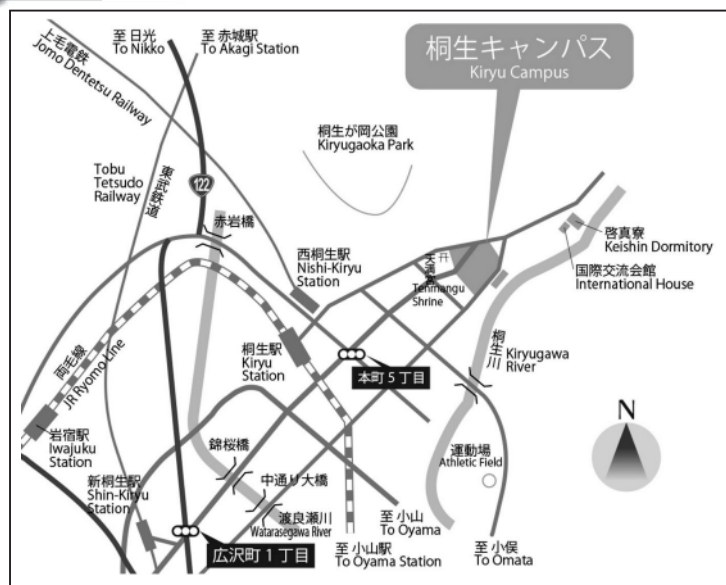 上毛電鉄
Jomo Dentetsu Railway
至 日光
To Nikko
至 赤城駅
To Akagi Station
桐生キャンパス
Kiryu Campus
桐生が岡公園
Kiryugaoka Park
Tobu
Tetsudo
Railway
東武鉄道
122
赤岩橋
西桐生駅
Nishi-Kiryu
Station
天満宮
Tenmangu
Shrine
啓真寮
Keishin Dormitory
国際交流会館
International House
両毛線
JR Ryomo Line
桐生駅
Kiryu
Station
本町5丁目
桐生川
Kiryugawa
River
岩宿駅
Iwajuku
Station
新桐生駅
Shin-Kiryu
Station
錦桜橋
中通り大橋
渡良瀬川
Watarasegawa River
運動場
Athletic Field
N
広沢町1丁目
至 小山
To Oyama
至 小山駅
To Oyama Station
至 小俣
To Omata